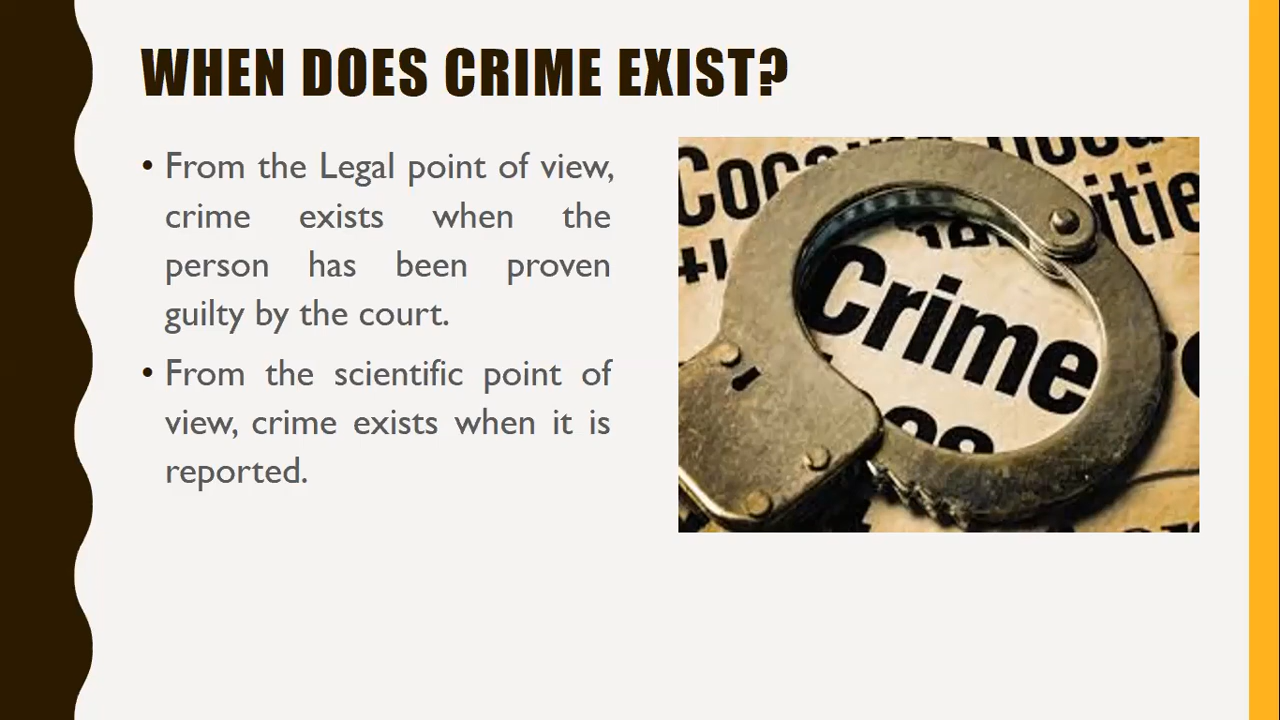 WHEN DOES CRIME EXIST?
• From the Legal point of view,
crime exists when the
person has been proven
guilty by the court.
• From the scientific point of
view, crime exists when it is
reported.
Crime